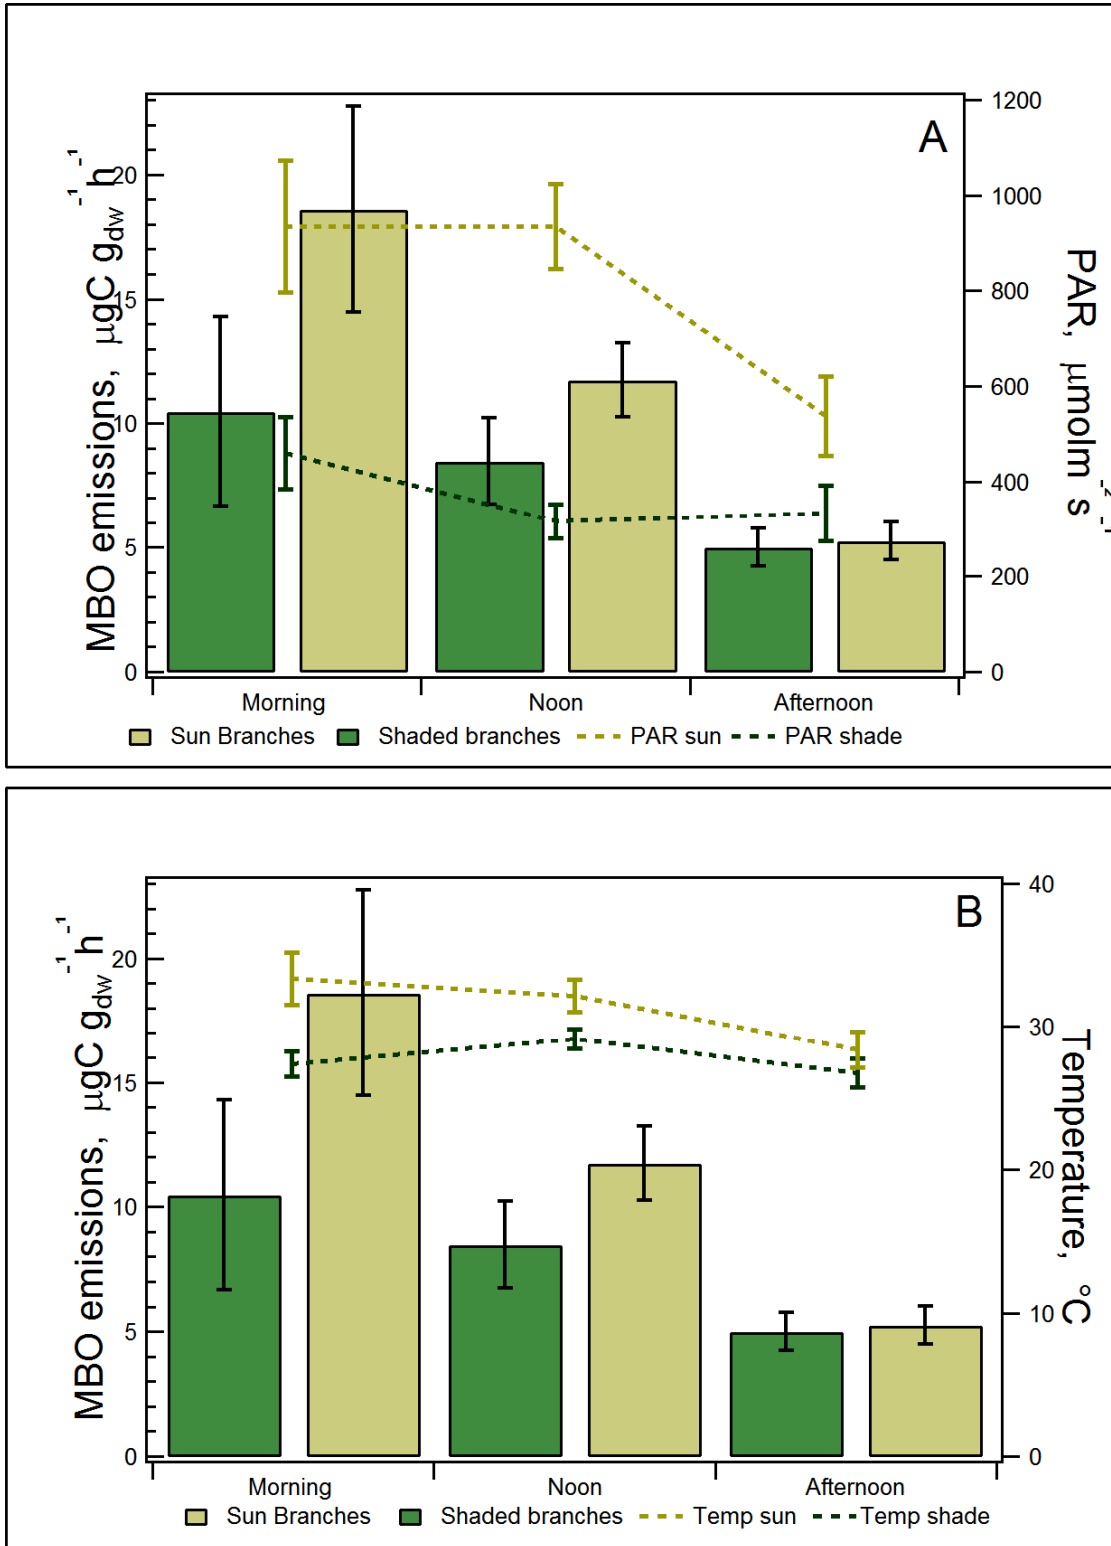 A
MBO emissions, µgC g_dw⁻¹ h⁻¹
20
15
10
5
0
1200
1000
800
600
400
200
0
PAR, µmolm⁻² s⁻¹
Morning Noon Afternoon
Sun Branches Shaded branches PAR sun PAR shade
B
MBO emissions, µgC g_dw⁻¹ h⁻¹
20
15
10
5
0
40
30
20
10
0
Temperature, °C
Morning Noon Afternoon
Sun Branches Shaded branches Temp sun Temp shade